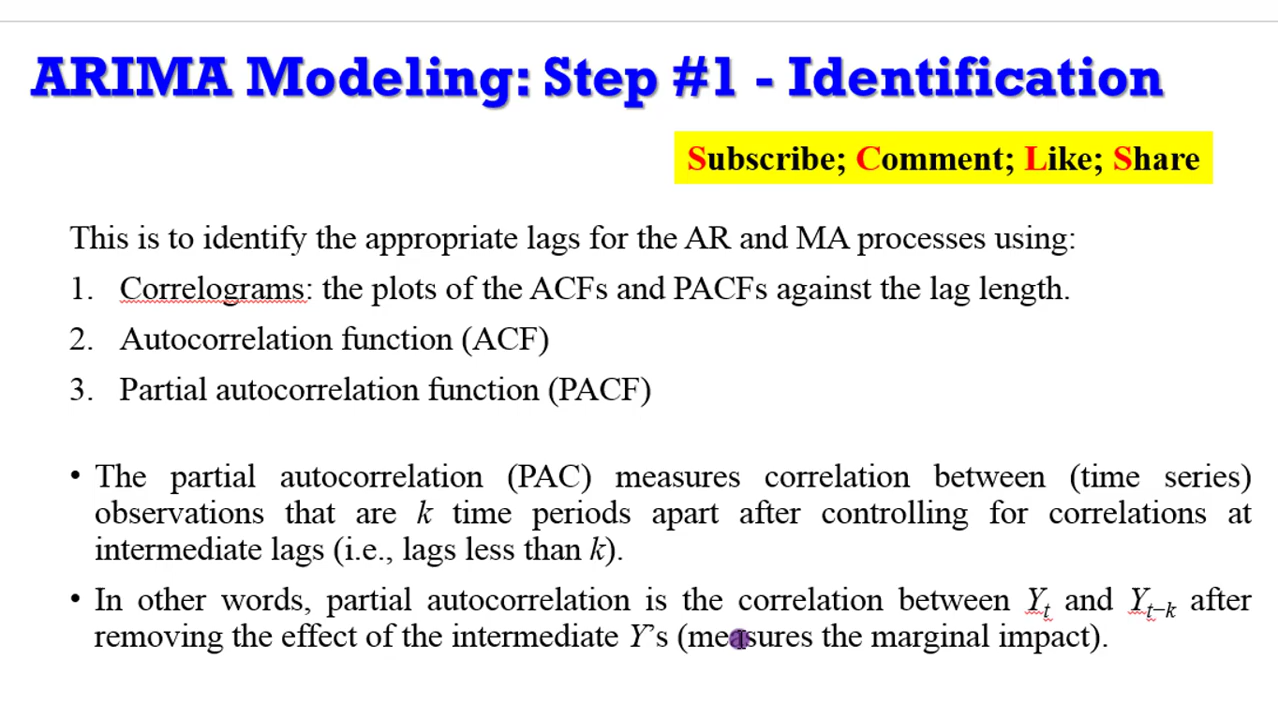 ARIMA Modeling: Step #1 - Identification
Subscribe; Comment; Like; Share
This is to identify the appropriate lags for the AR and MA processes using:
1. Correlograms: the plots of the ACFs and PACFs against the lag length.
2. Autocorrelation function (ACF)
3. Partial autocorrelation function (PACF)
• The partial autocorrelation (PAC) measures correlation between (time series)
observations that are k time periods apart after controlling for correlations at
intermediate lags (i.e., lags less than k).
• In other words, partial autocorrelation is the correlation between Yt and Yt–k after
removing the effect of the intermediate Y's (measures the marginal impact).